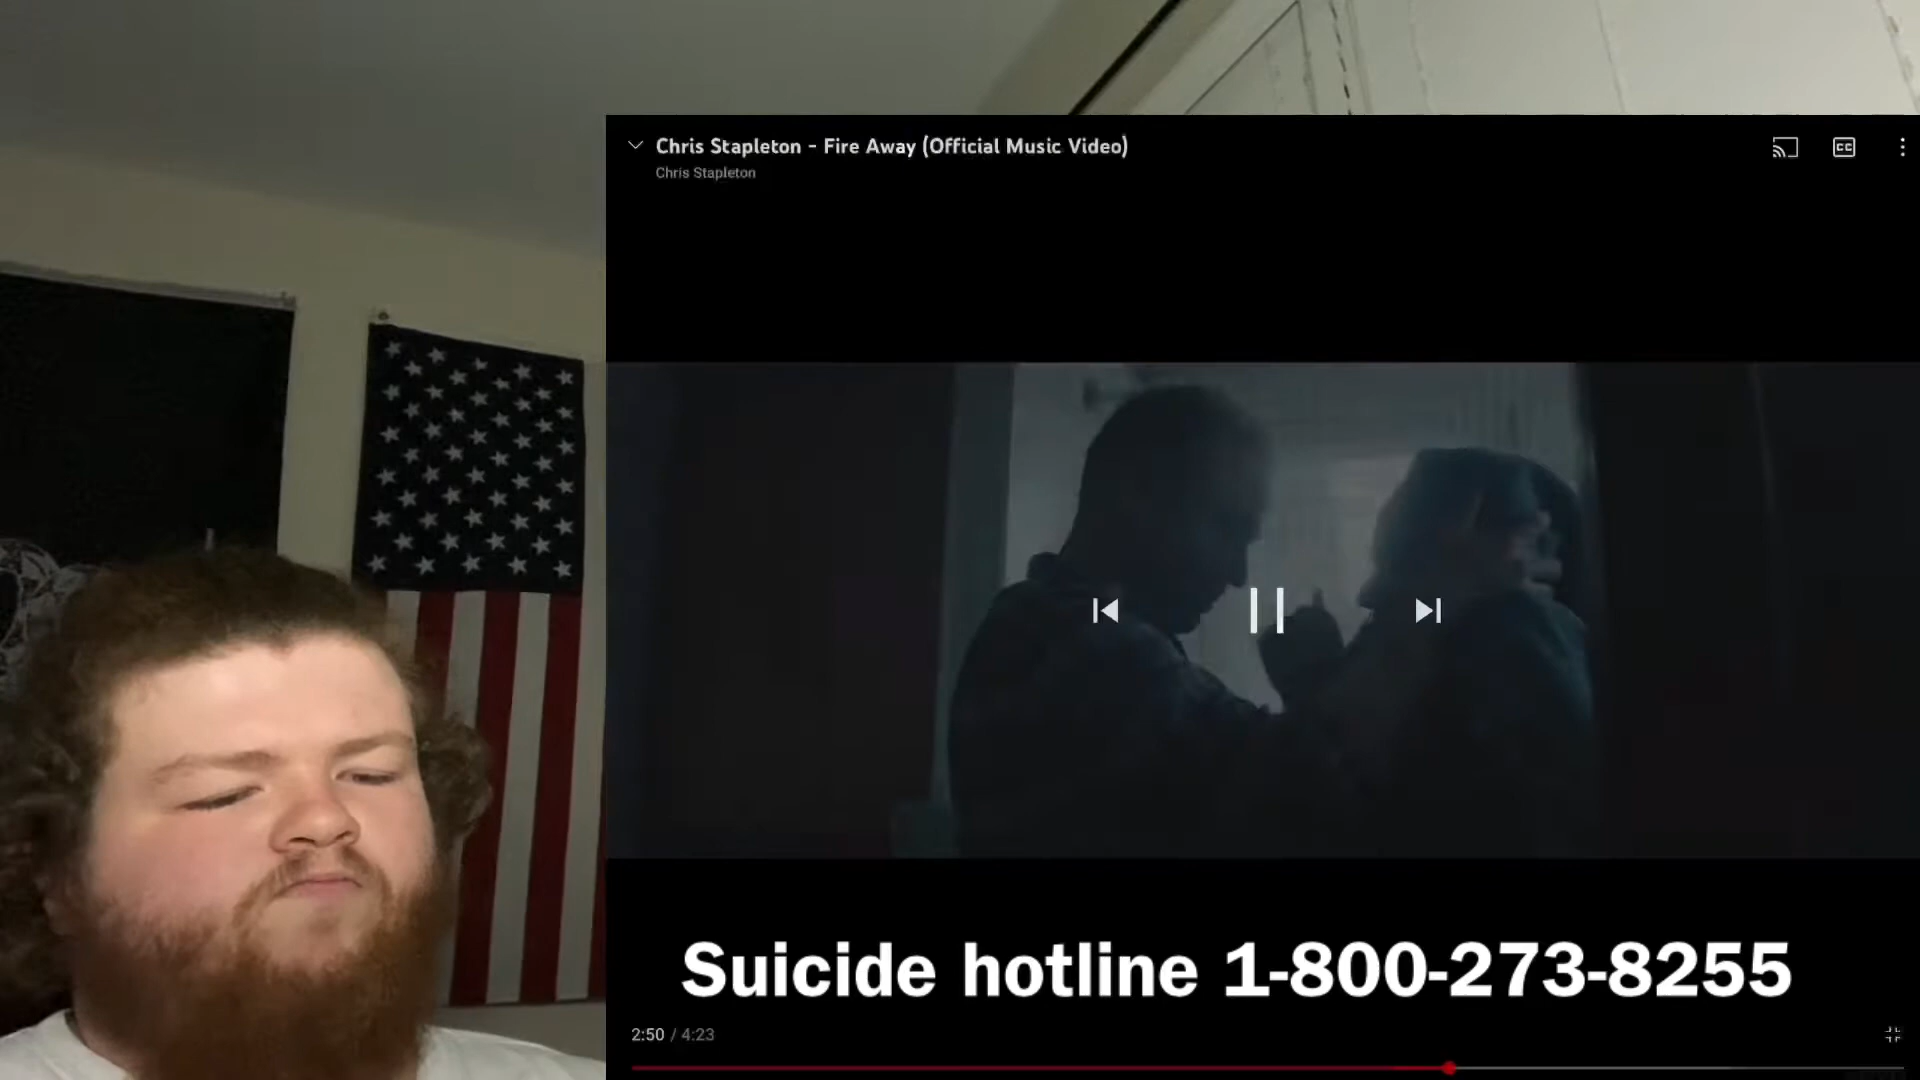 Chris Stapleton - Fire Away (Official Music Video)
Chris Stapleton
CC
Suicide hotline 1-800-273-8255
2:50 / 4:23